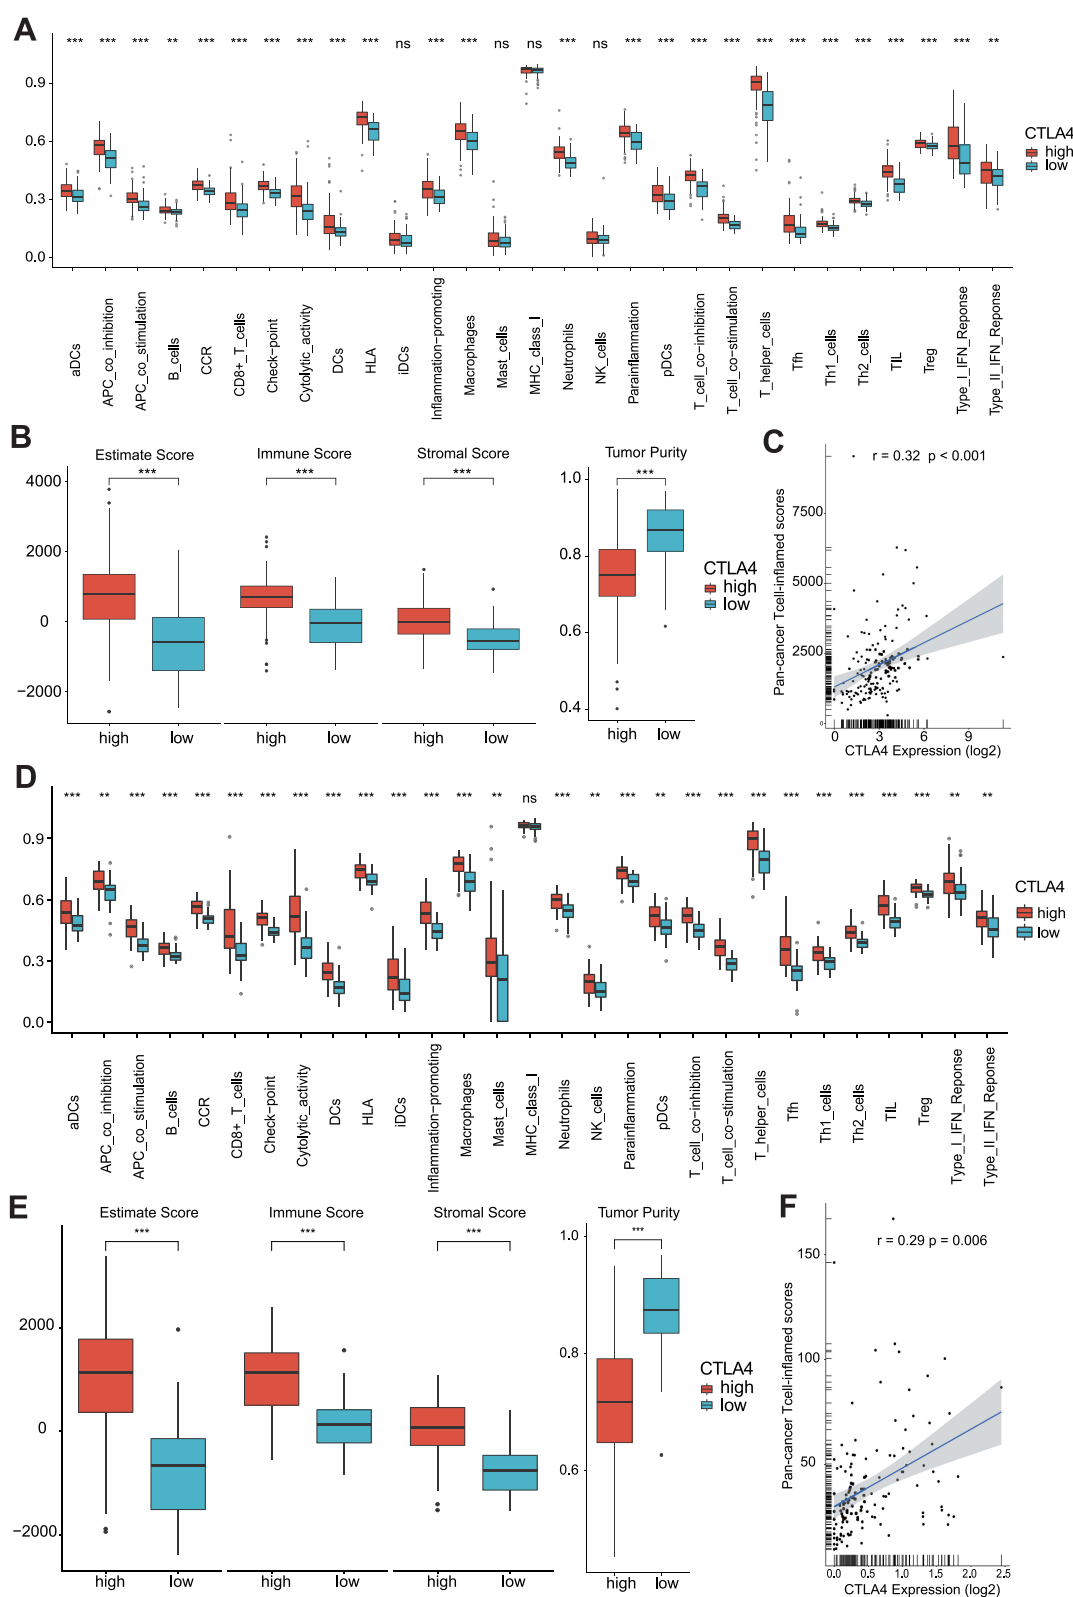 A
*** *** *** ** *** *** *** *** *** *** ns *** *** ns ns *** ns *** *** *** *** *** *** *** *** *** *** *** **
0.9
0.6
0.3
0.0
CTLA4
high
low
aDCs
APC_co_inhibition
APC_co_stimulation
B_cells
CCR
CD8+_T_cells
Check-point
Cytolytic_activity
DCs
HLA
iDCs
Inflammation-promoting
Macrophages
Mast_cells
MHC_class_I
Neutrophils
NK_cells
Parainflammation
pDCs
T_cell_co-inhibition
T_cell_co-stimulation
T_helper_cells
Tfh
Th1_cells
Th2_cells
TIL
Treg
Type_I_IFN_Reponse
Type_II_IFN_Reponse
B
Estimate Score Immune Score Stromal Score Tumor Purity
*** *** *** ***
4000
2000
0
−2000
high low high low high low
1.0
0.8
0.6
0.4
high low
CTLA4
high
low
C
r = 0.32 p < 0.001
Pan-cancer Tcell-inflamed scores
7500
5000
2500
0
0 3 6 9
CTLA4 Expression (log2)
D
*** ** *** *** *** *** *** *** *** *** *** *** *** ** ns *** ** *** ** *** *** *** *** *** *** *** *** ** **
0.9
0.6
0.3
0.0
CTLA4
high
low
aDCs
APC_co_inhibition
APC_co_stimulation
B_cells
CCR
CD8+_T_cells
Check-point
Cytolytic_activity
DCs
HLA
iDCs
Inflammation-promoting
Macrophages
Mast_cells
MHC_class_I
Neutrophils
NK_cells
Parainflammation
pDCs
T_cell_co-inhibition
T_cell_co-stimulation
T_helper_cells
Tfh
Th1_cells
Th2_cells
TIL
Treg
Type_I_IFN_Reponse
Type_II_IFN_Reponse
E
Estimate Score Immune Score Stromal Score Tumor Purity
*** *** *** ***
2000
0
−2000
high low high low high low
1.0
0.8
0.6
high low
CTLA4
high
low
F
r = 0.29 p = 0.006
Pan-cancer Tcell-inflamed scores
150
100
50
0.0 0.5 1.0 1.5 2.0 2.5
CTLA4 Expression (log2)